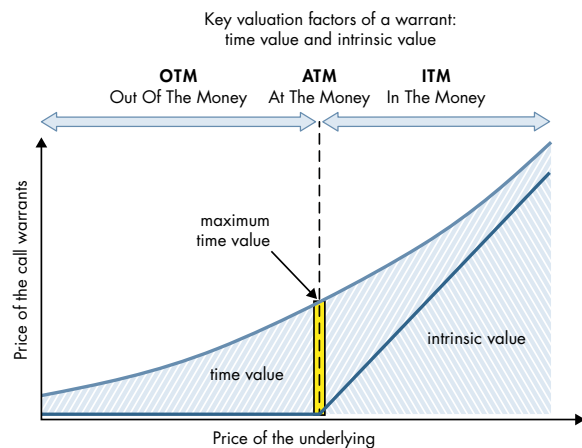 Key valuation factors of a warrant:
time value and intrinsic value
OTM
Out Of The Money
ATM
At The Money
ITM
In The Money
maximum
time value
time value
intrinsic value
Price of the call warrants
Price of the underlying